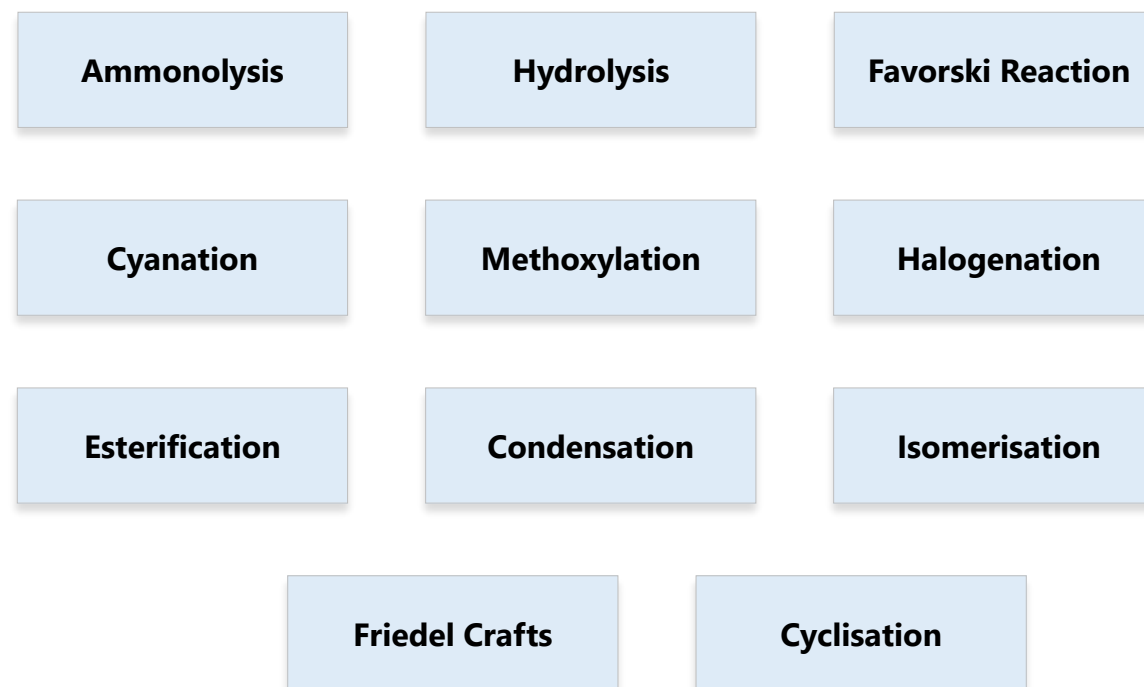 Ammonolysis
Hydrolysis
Favorski Reaction
Cyanation
Methoxylation
Halogenation
Esterification
Condensation
Isomerisation
Friedel Crafts
Cyclisation